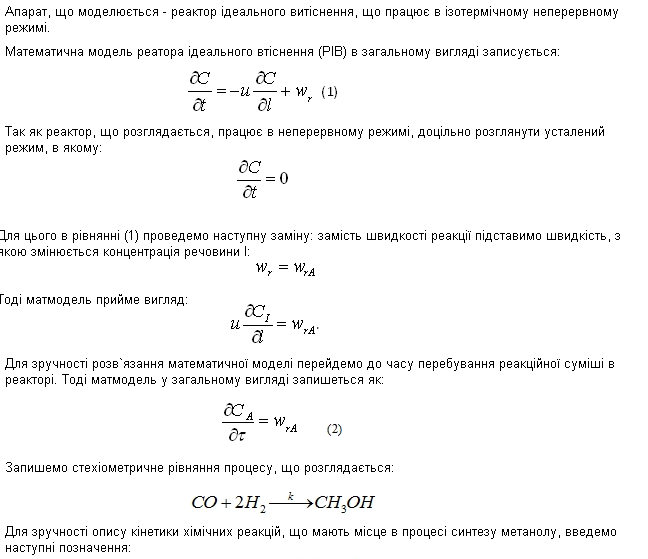 Апарат, що моделюється - реактор ідеального витіснення, що працює в ізотермічному неперервному
режимі.
Математична модель реатора ідеального втіснення (РІВ) в загальному вигляді записується:
∂C/∂t = -u ∂C/∂l + w_r (1)
Так як реактор, що розглядається, працює в неперервному режимі, доцільно розглянути усталений
режим, в якому:
∂C/∂t = 0
Для цього в рівнянні (1) проведемо наступну заміну: замість швидкості реакції підставимо швидкість, з
якою змінюється концентрація речовини I:
w_r = w_rA
Тоді матмодель прийме вигляд:
u ∂C_I/∂l = w_rA.
Для зручності розв`язання математичної моделі перейдемо до часу перебування реакційної суміші в
реакторі. Тоді матмодель у загальному вигляді запишеться як:
∂C_A/∂τ = w_rA (2)
Запишемо стехіометричне рівняння процесу, що розглядається:
CO + 2H₂ —k→ CH₃OH
Для зручності опису кінетики хімічних реакцій, що мають місце в процесі синтезу метанолу, введемо
наступні позначення: